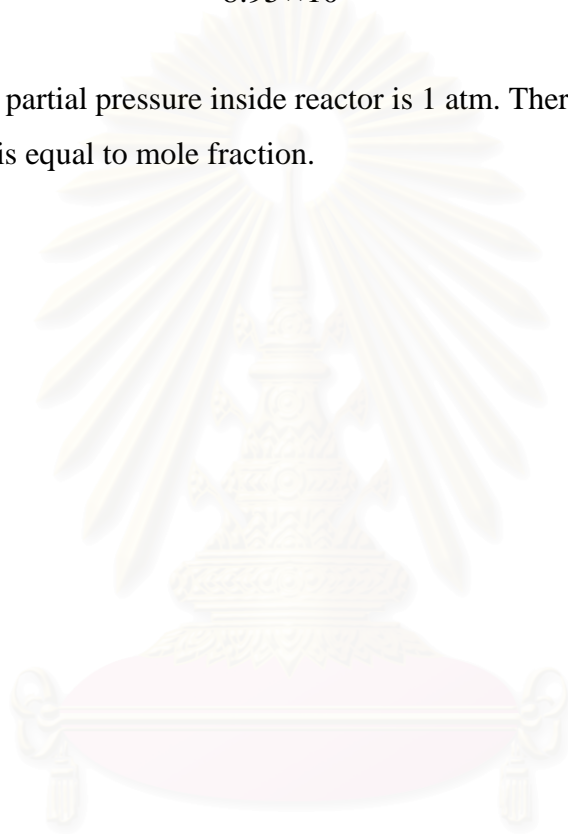 partial pressure inside reactor is 1 atm. Ther
is equal to mole fraction.